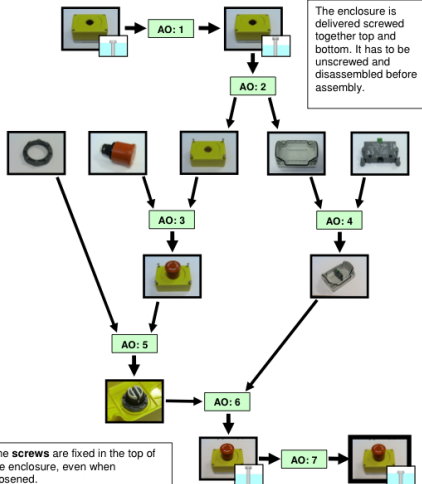 The enclosure is
delivered screwed
together top and
bottom. It has to be
unscrewed and
disassembled before
assembly.
AO: 1
AO: 2
AO: 3
AO: 4
AO: 5
AO: 6
AO: 7
screws are fixed in the top of
enclosure, even when